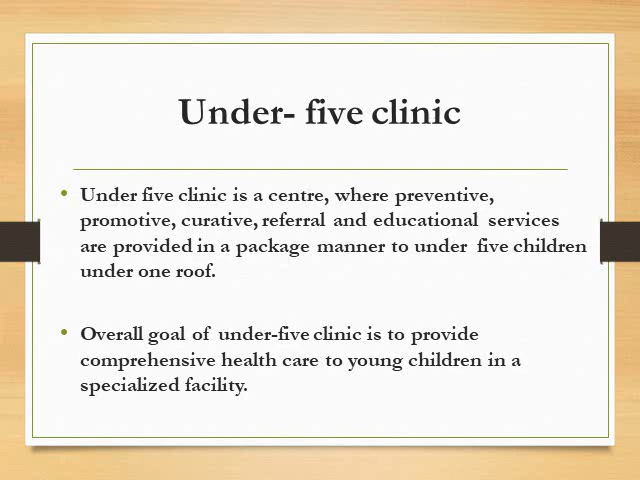 Under- five clinic
• Under five clinic is a centre, where preventive,
promotive, curative, referral and educational services
are provided in a package manner to under five children
under one roof.
• Overall goal of under-five clinic is to provide
comprehensive health care to young children in a
specialized facility.